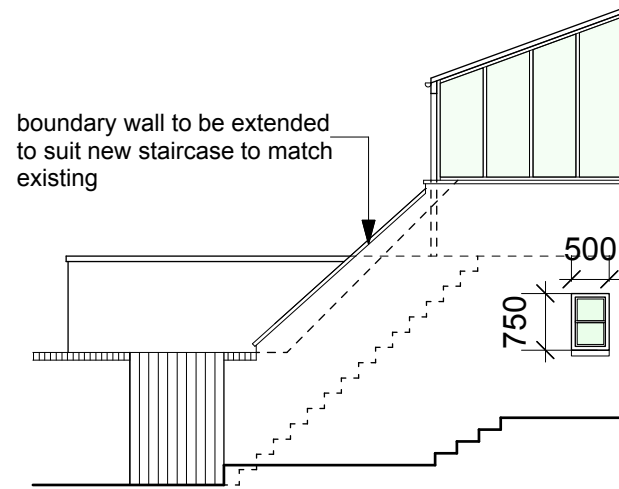 boundary wall to be extended
to suit new staircase to match
existing
500
750